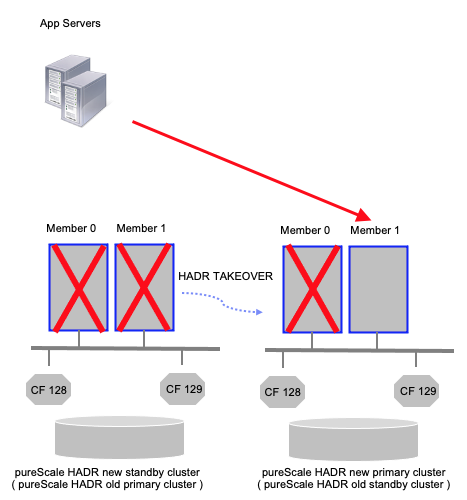 App Servers
Member 0
Member 1
Member 0
Member 1
HADR TAKEOVER
CF 128
CF 129
CF 128
CF 129
pureScale HADR new standby cluster
( pureScale HADR old primary cluster )
pureScale HADR new primary cluster
( pureScale HADR old standby cluster )